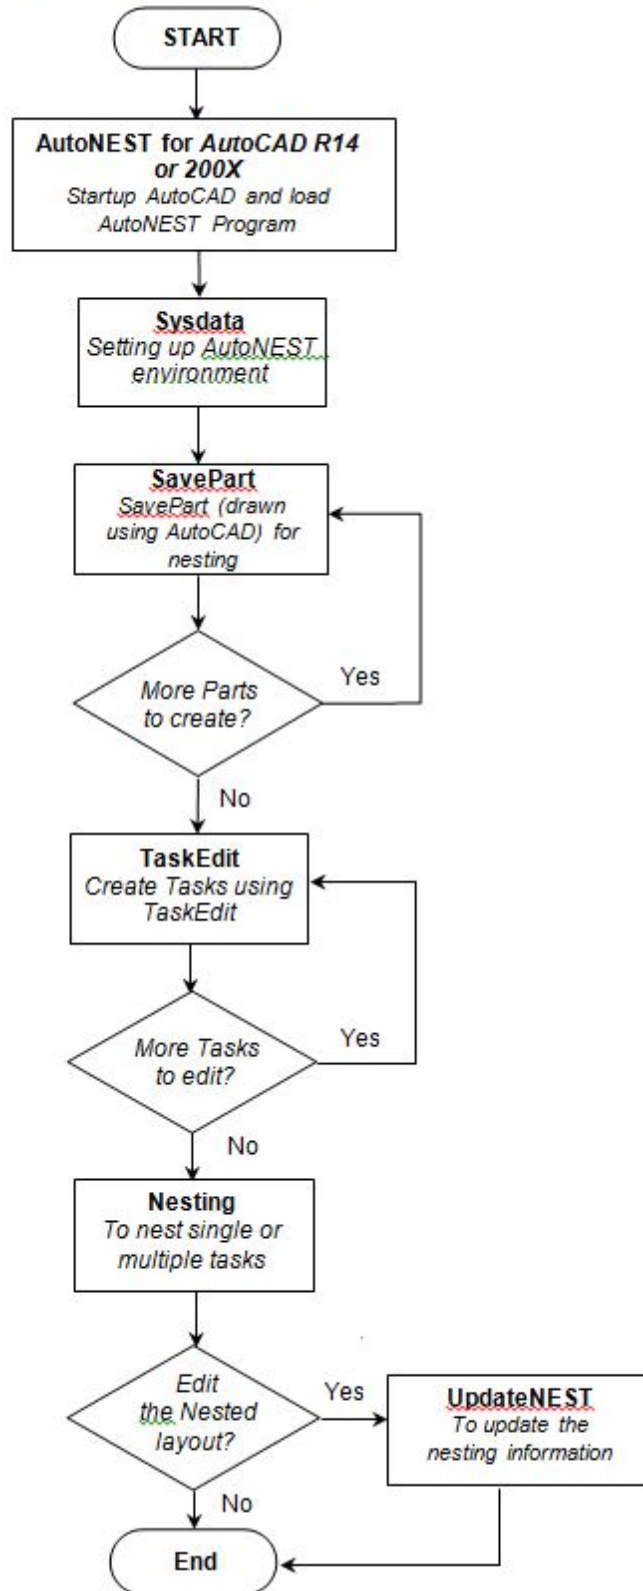 START
AutoNEST for AutoCAD R14
or 200X
Startup AutoCAD and load
AutoNEST Program
Sysdata
Setting up AutoNEST
environment
SavePart
SavePart (drawn
using AutoCAD) for
nesting
More Parts
to create?
Yes
No
TaskEdit
Create Tasks using
TaskEdit
More Tasks
to edit?
Yes
No
Nesting
To nest single or
multiple tasks
Edit
the Nested
layout?
Yes
UpdateNEST
To update the
nesting information
No
End